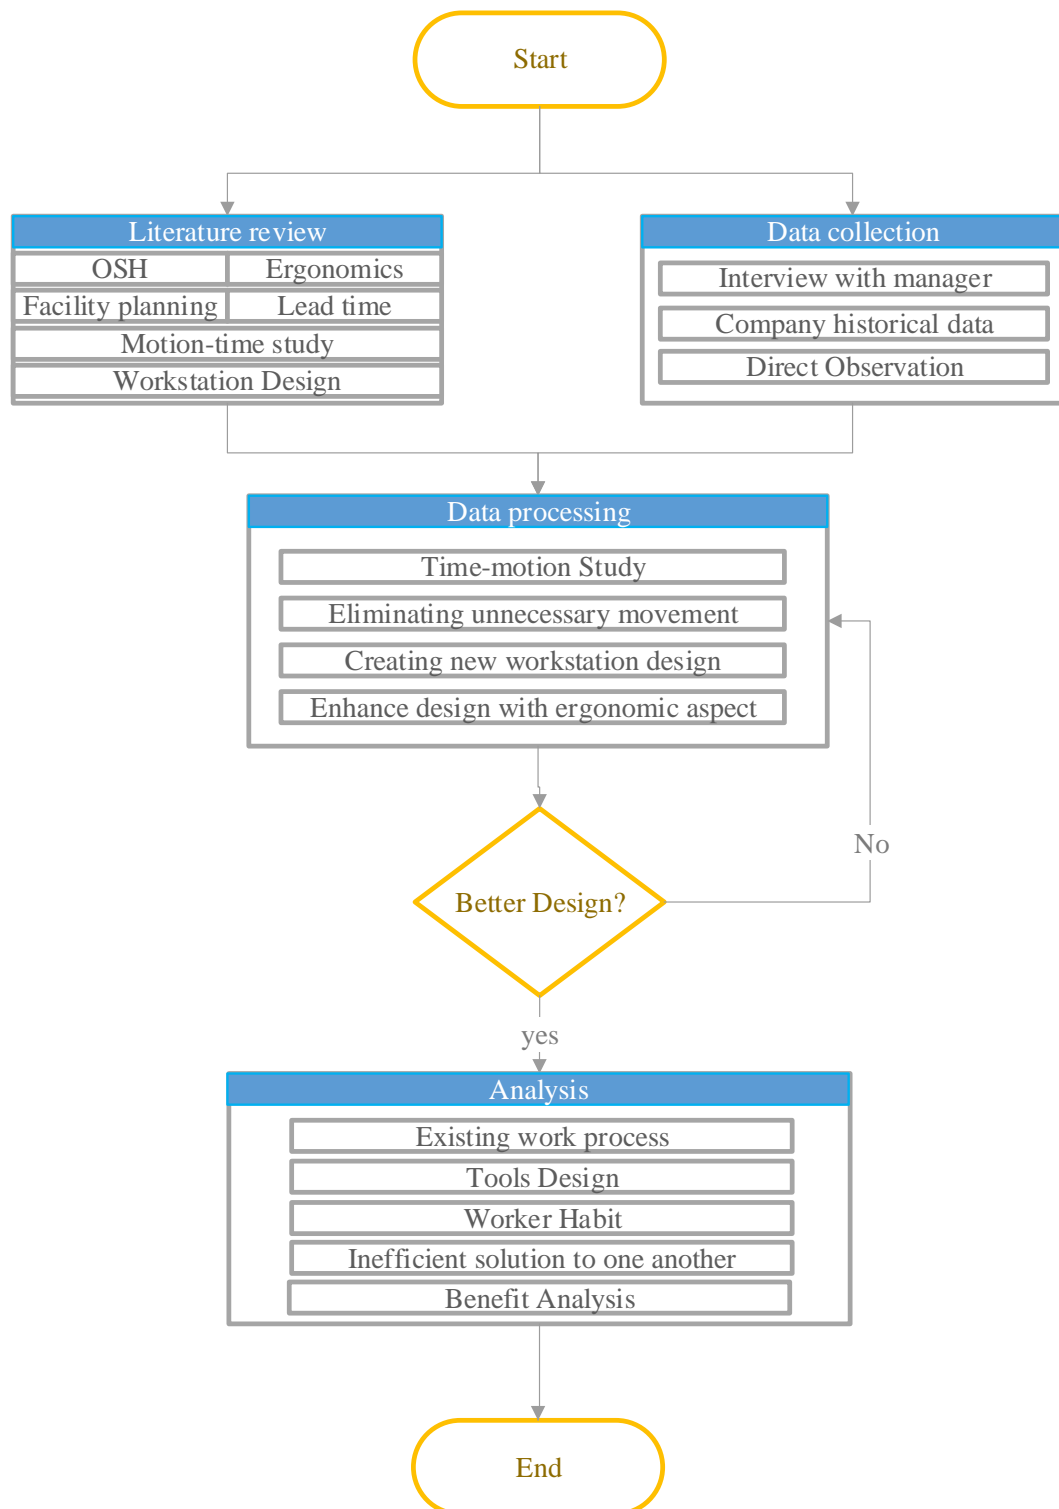 Start
Literature review
OSH
Ergonomics
Facility planning
Lead time
Motion-time study
Workstation Design
Data collection
Interview with manager
Company historical data
Direct Observation
Data processing
Time-motion Study
Eliminating unnecessary movement
Creating new workstation design
Enhance design with ergonomic aspect
Better Design?
No
yes
Analysis
Existing work process
Tools Design
Worker Habit
Inefficient solution to one another
Benefit Analysis
End